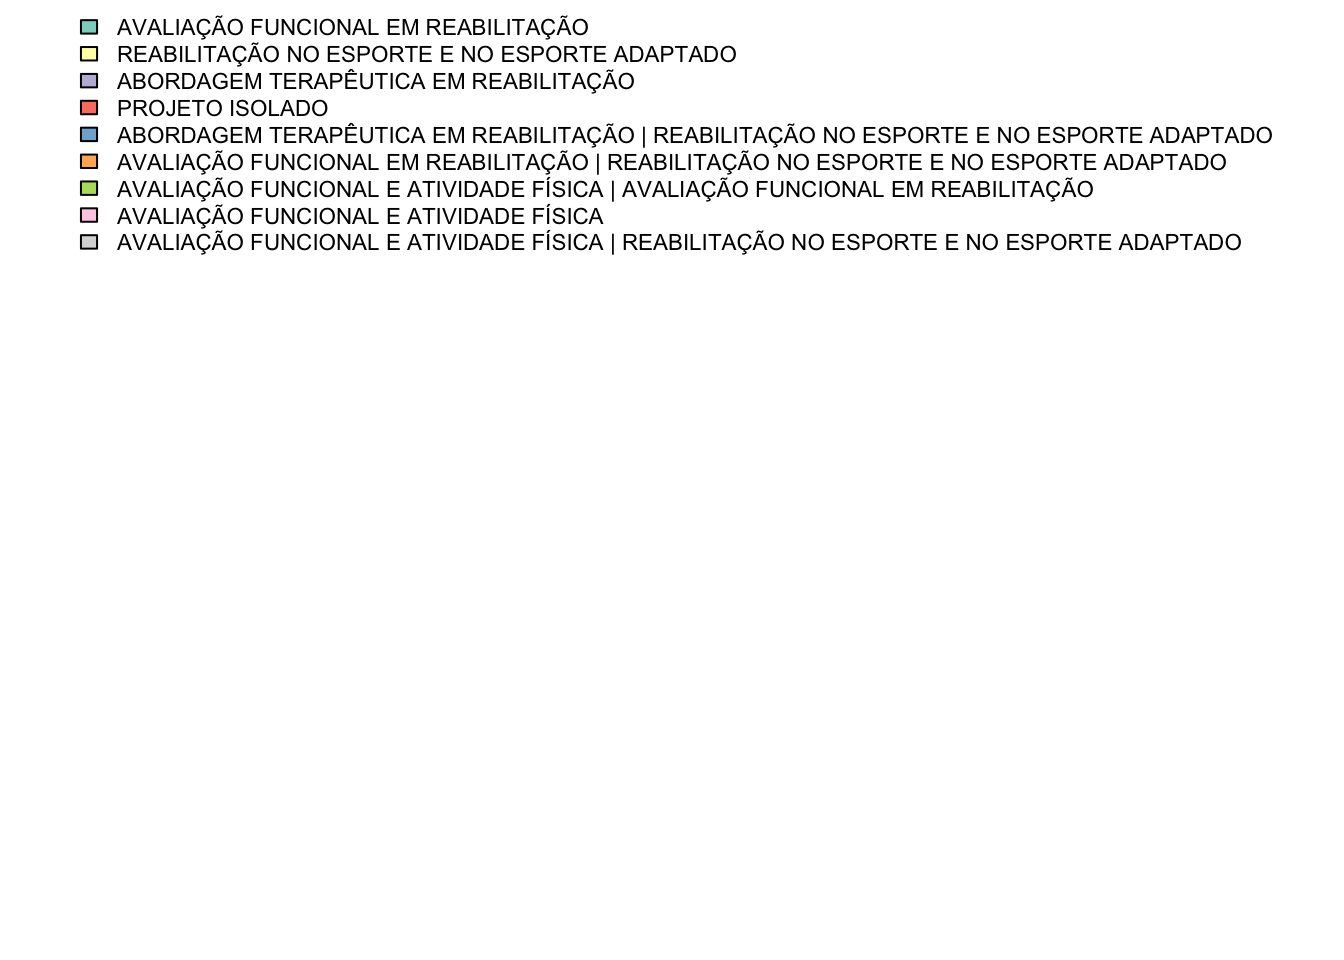 AVALIAÇÃO FUNCIONAL EM REABILITAÇÃO
REABILITAÇÃO NO ESPORTE E NO ESPORTE ADAPTADO
ABORDAGEM TERAPÊUTICA EM REABILITAÇÃO
PROJETO ISOLADO
ABORDAGEM TERAPÊUTICA EM REABILITAÇÃO | REABILITAÇÃO NO ESPORTE E NO ESPORTE ADAPTADO
AVALIAÇÃO FUNCIONAL EM REABILITAÇÃO | REABILITAÇÃO NO ESPORTE E NO ESPORTE ADAPTADO
AVALIAÇÃO FUNCIONAL E ATIVIDADE FÍSICA | AVALIAÇÃO FUNCIONAL EM REABILITAÇÃO
AVALIAÇÃO FUNCIONAL E ATIVIDADE FÍSICA
AVALIAÇÃO FUNCIONAL E ATIVIDADE FÍSICA | REABILITAÇÃO NO ESPORTE E NO ESPORTE ADAPTADO